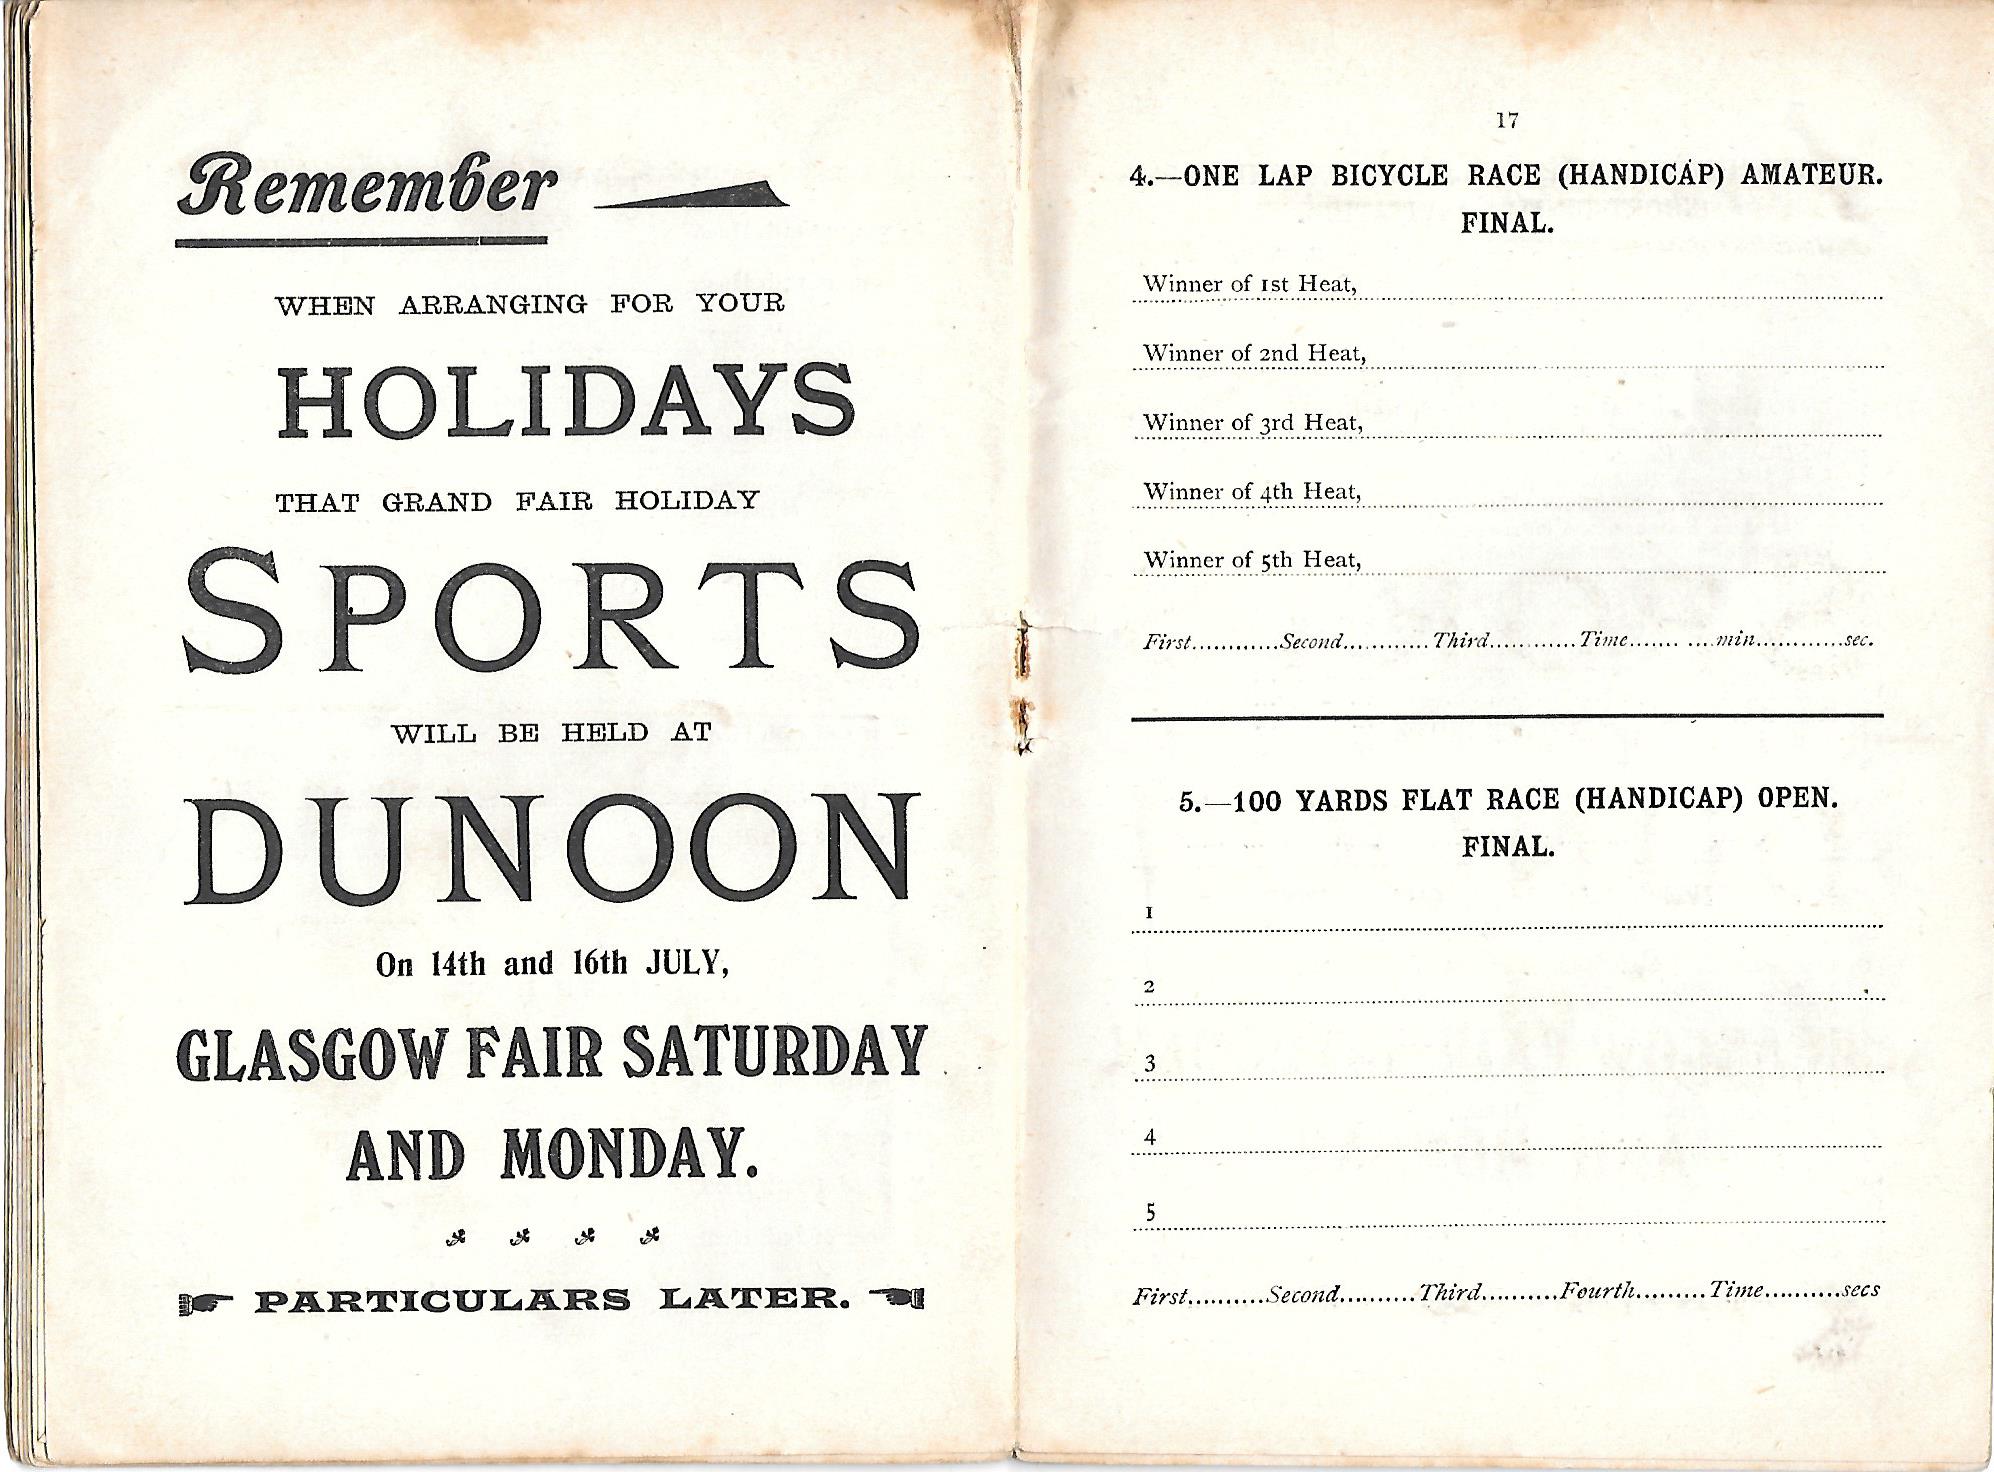 Remember
WHEN ARRANGING FOR YOUR
HOLIDAYS
THAT GRAND FAIR HOLIDAY
SPORTS
WILL BE HELD AT
DUNOON
On 14th and 16th JULY,
GLASGOW FAIR SATURDAY
AND MONDAY.
PARTICULARS LATER.
17
4.—ONE LAP BICYCLE RACE (HANDICAP) AMATEUR.
FINAL.
Winner of 1st Heat,
Winner of 2nd Heat,
Winner of 3rd Heat,
Winner of 4th Heat,
Winner of 5th Heat,
First............Second............Third............Time....... ....min............sec.
5.—100 YARDS FLAT RACE (HANDICAP) OPEN.
FINAL.
1
2
3
4
5
First..........Second..........Third..........Fourth..........Time..........secs